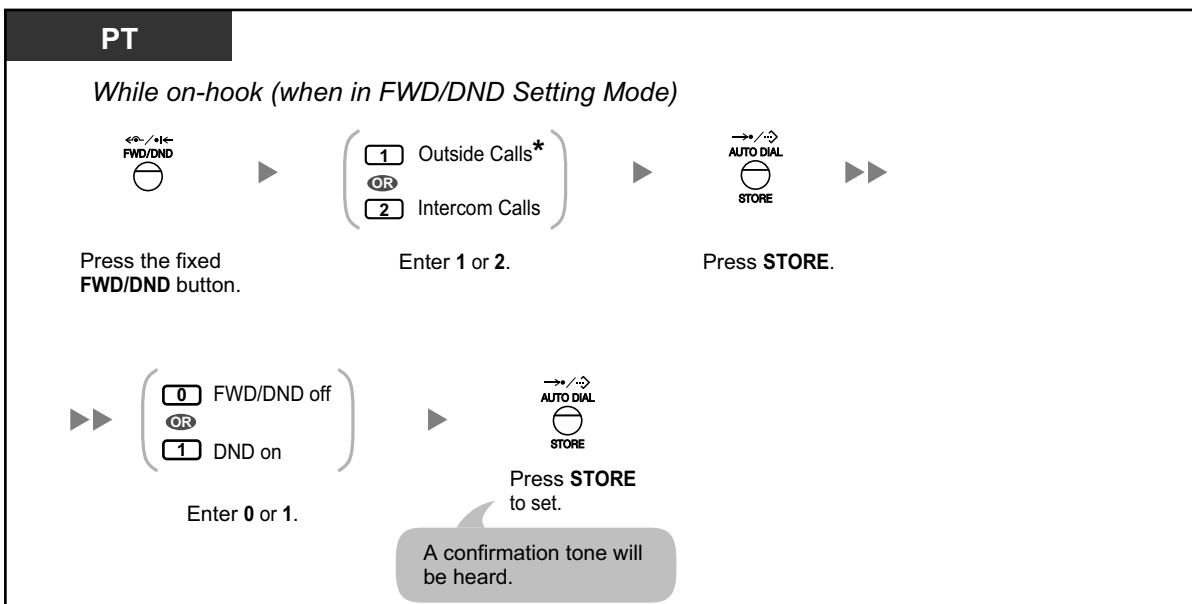 PT
While on-hook (when in FWD/DND Setting Mode)
FWD/DND
1 Outside Calls*
OR
2 Intercom Calls
AUTO DIAL
STORE
Press the fixed
FWD/DND button.
Enter 1 or 2.
Press STORE.
0 FWD/DND off
OR
1 DND on
AUTO DIAL
STORE
Enter 0 or 1.
Press STORE
to set.
A confirmation tone will
be heard.